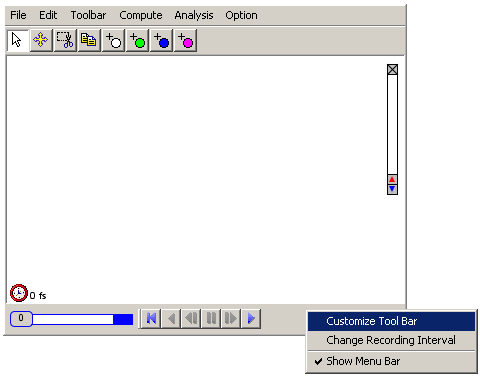 File Edit Toolbar Compute Analysis Option
0 fs
0
Customize Tool Bar
Change Recording Interval
Show Menu Bar